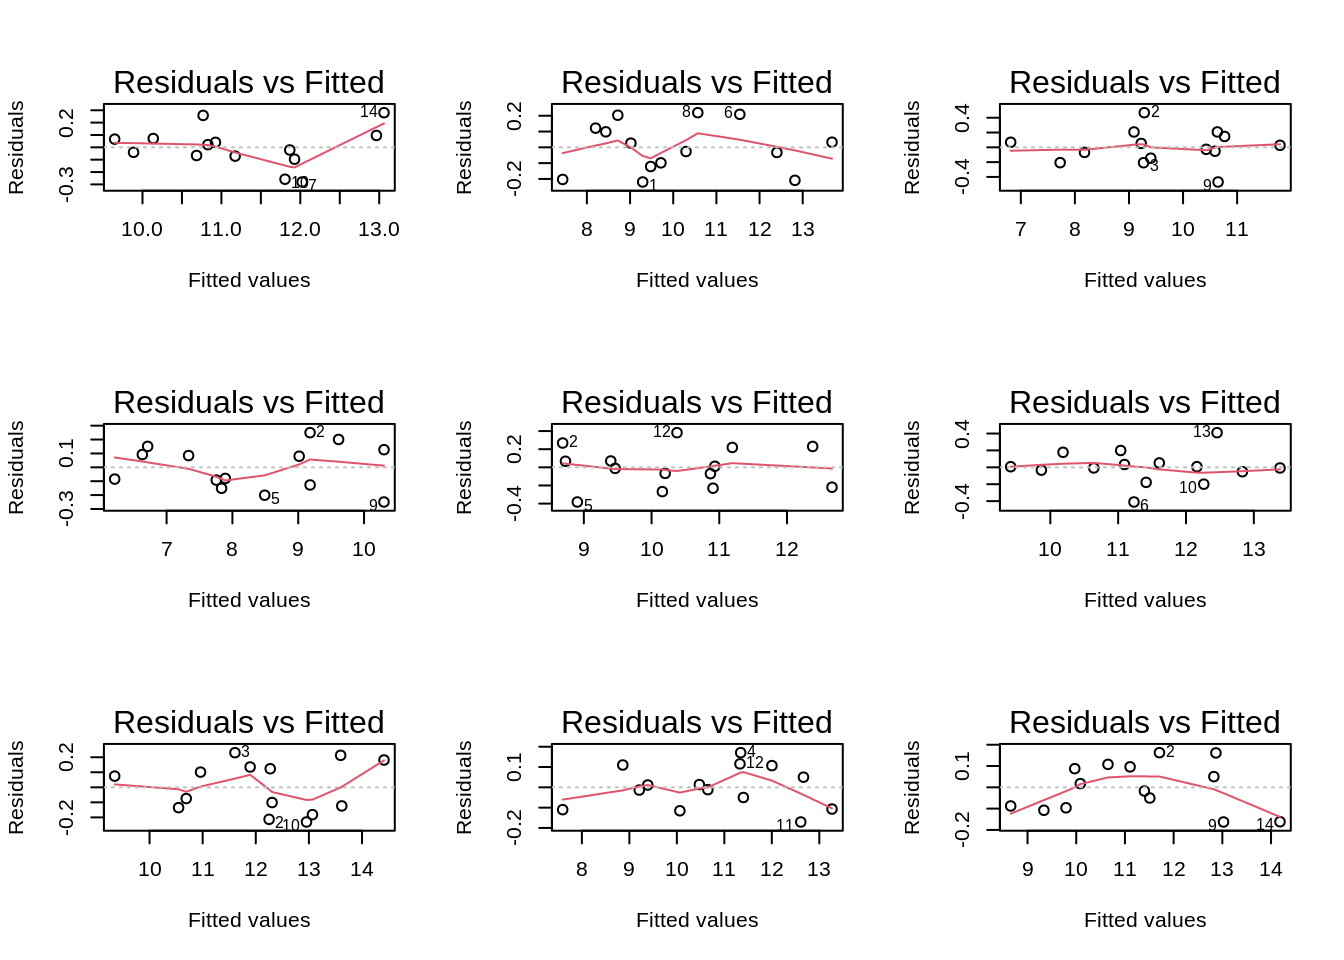 Residuals vs Fitted
Residuals
0.2
-0.3
14
7
10.0 11.0 12.0 13.0
Fitted values
Residuals vs Fitted
Residuals
0.2
-0.2
8
6
1
8 9 10 11 12 13
Fitted values
Residuals vs Fitted
Residuals
0.4
-0.4
2
3
9
7 8 9 10 11
Fitted values
Residuals vs Fitted
Residuals
0.1
-0.3
2
5
9
7 8 9 10
Fitted values
Residuals vs Fitted
Residuals
0.2
-0.4
12
2
5
9 10 11 12
Fitted values
Residuals vs Fitted
Residuals
0.4
-0.4
13
10
6
10 11 12 13
Fitted values
Residuals vs Fitted
Residuals
0.2
-0.2
3
2
10
10 11 12 13 14
Fitted values
Residuals vs Fitted
Residuals
0.1
-0.2
4
12
11
8 9 10 11 12 13
Fitted values
Residuals vs Fitted
Residuals
0.1
-0.2
2
9
14
9 10 11 12 13 14
Fitted values